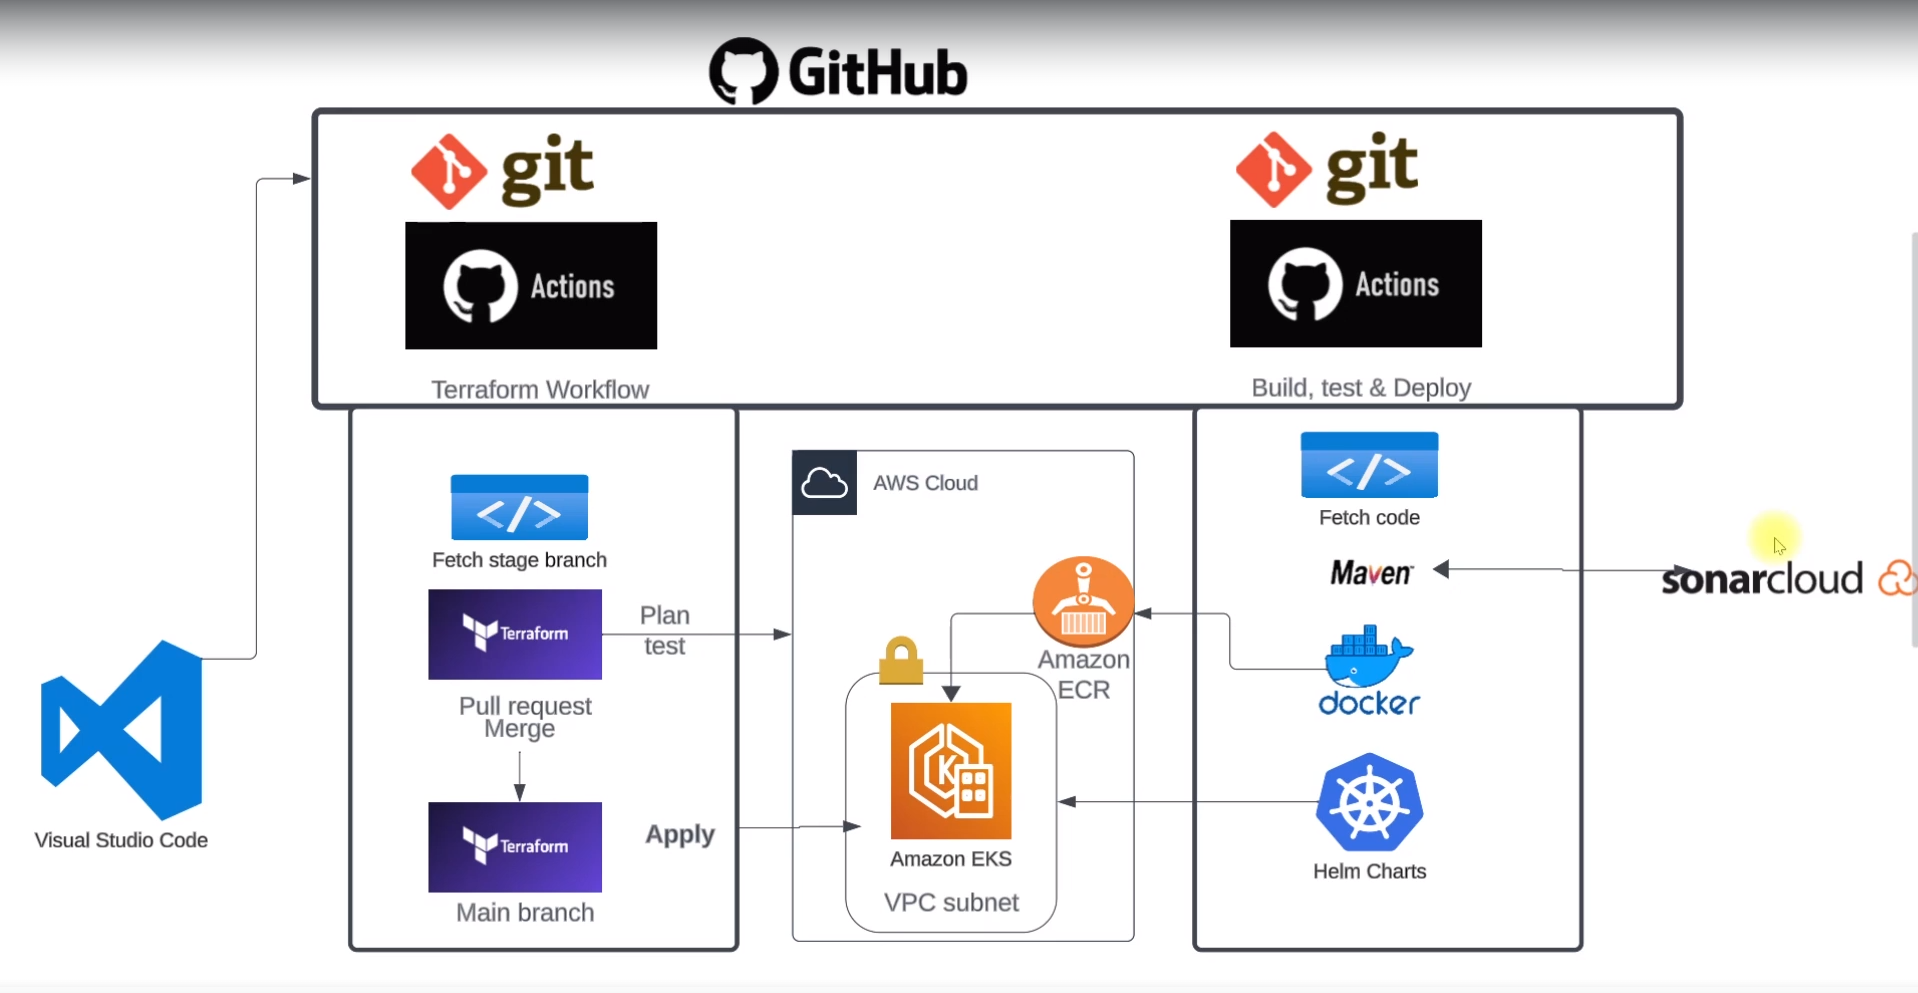 GitHub
git
git
Actions
Actions
Terraform Workflow
Build, test & Deploy
Fetch stage branch
Terraform
Plan
test
Pull request
Merge
Terraform
Apply
Main branch
AWS Cloud
Amazon
ECR
K
Amazon EKS
VPC subnet
</>
</>
Fetch code
Maven™
sonarcloud
docker
Helm Charts
Visual Studio Code